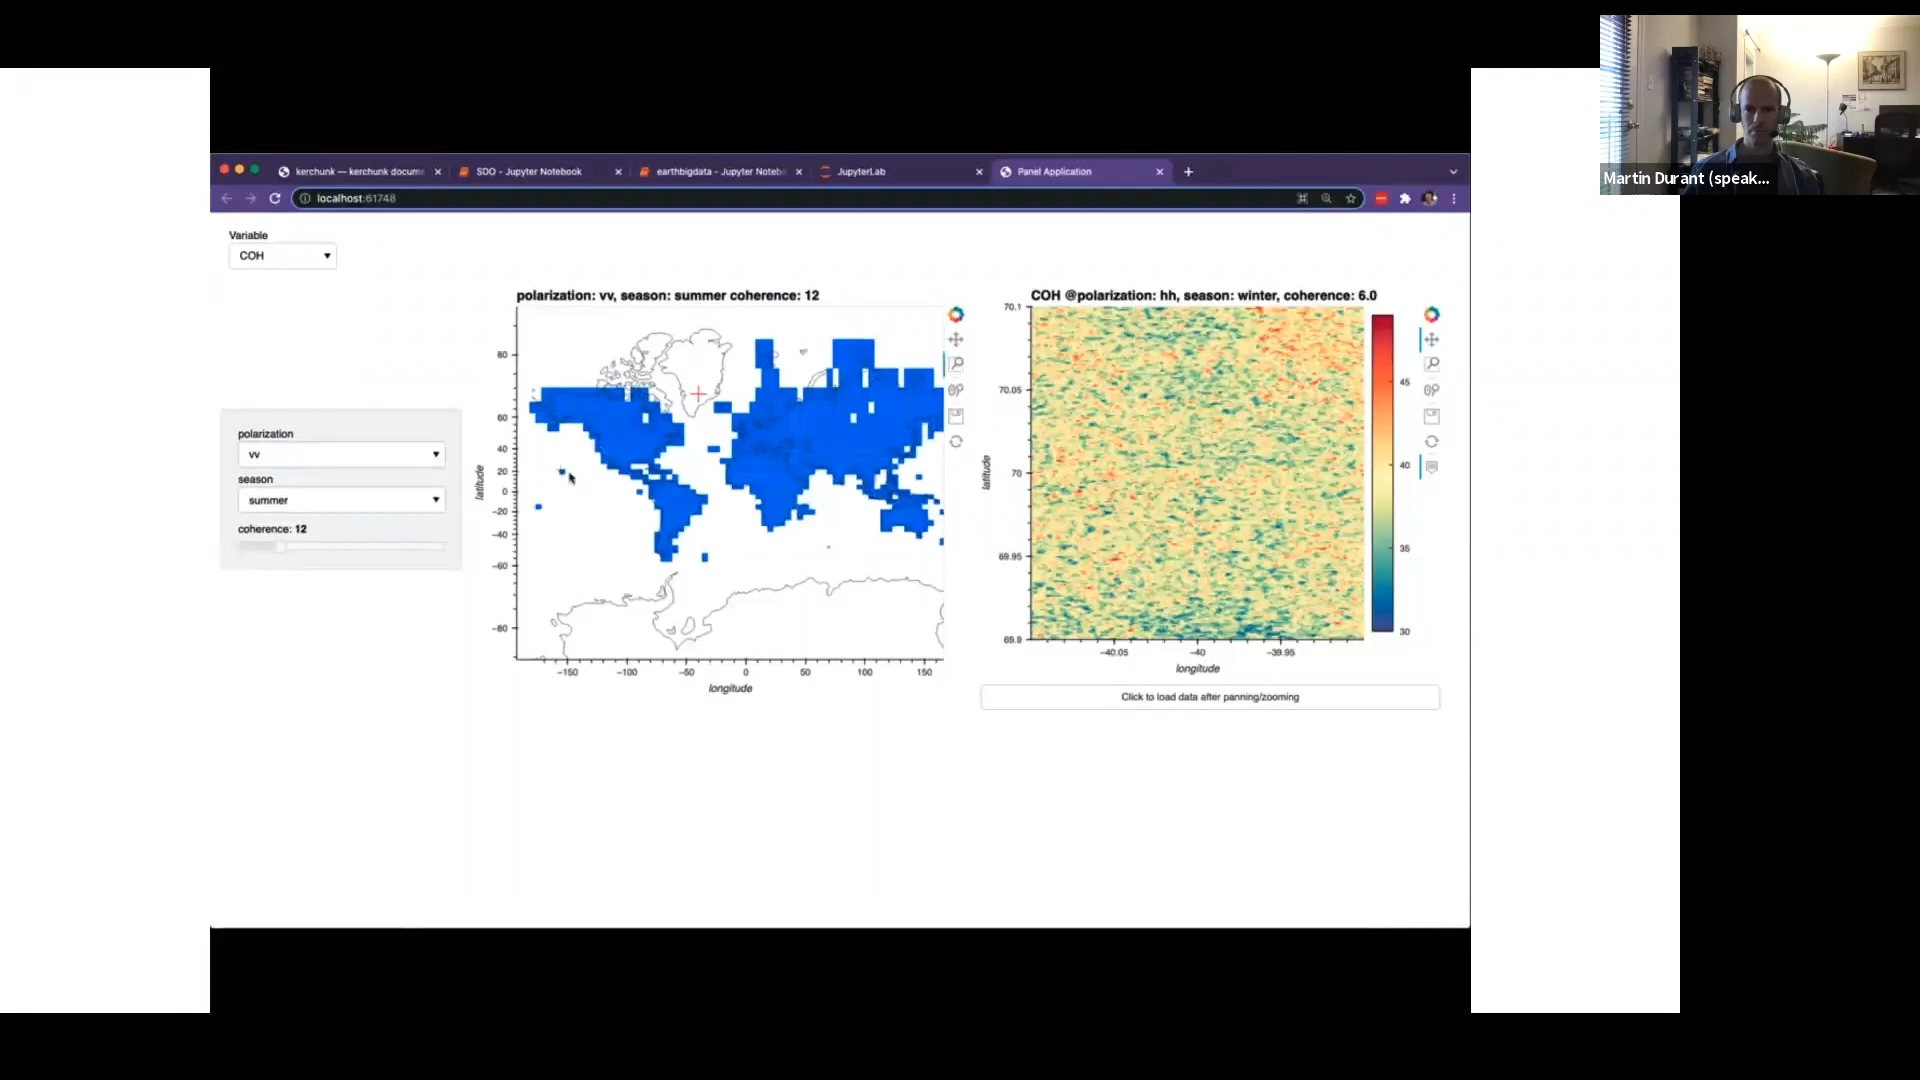 Martin Durant (speak...
kerchunk — kerchunk docume
SDO - Jupyter Notebook
earthbigdata - Jupyter Noteb
JupyterLab
Panel Application
localhost:61748
Variable
COH
polarization
vv
season
summer
coherence: 12
polarization: vv, season: summer coherence: 12
80
60
40
20
0
−20
−40
−60
−80
latitude
−150
−100
−50
0
50
100
150
longitude
COH @polarization: hh, season: winter, coherence: 6.0
70.1
70.05
70
69.95
69.9
latitude
−40.05
−40
−39.95
longitude
45
40
35
30
Click to load data after panning/zooming